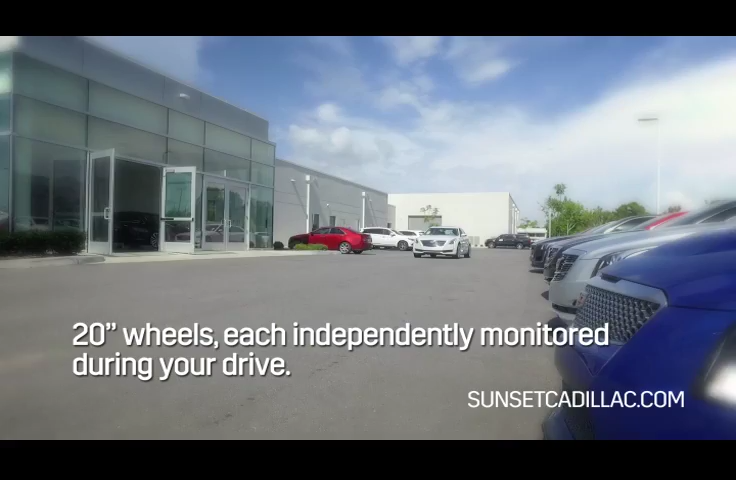 20” wheels, each independently monitored
during your drive.
SUNSETCADILLAC.COM